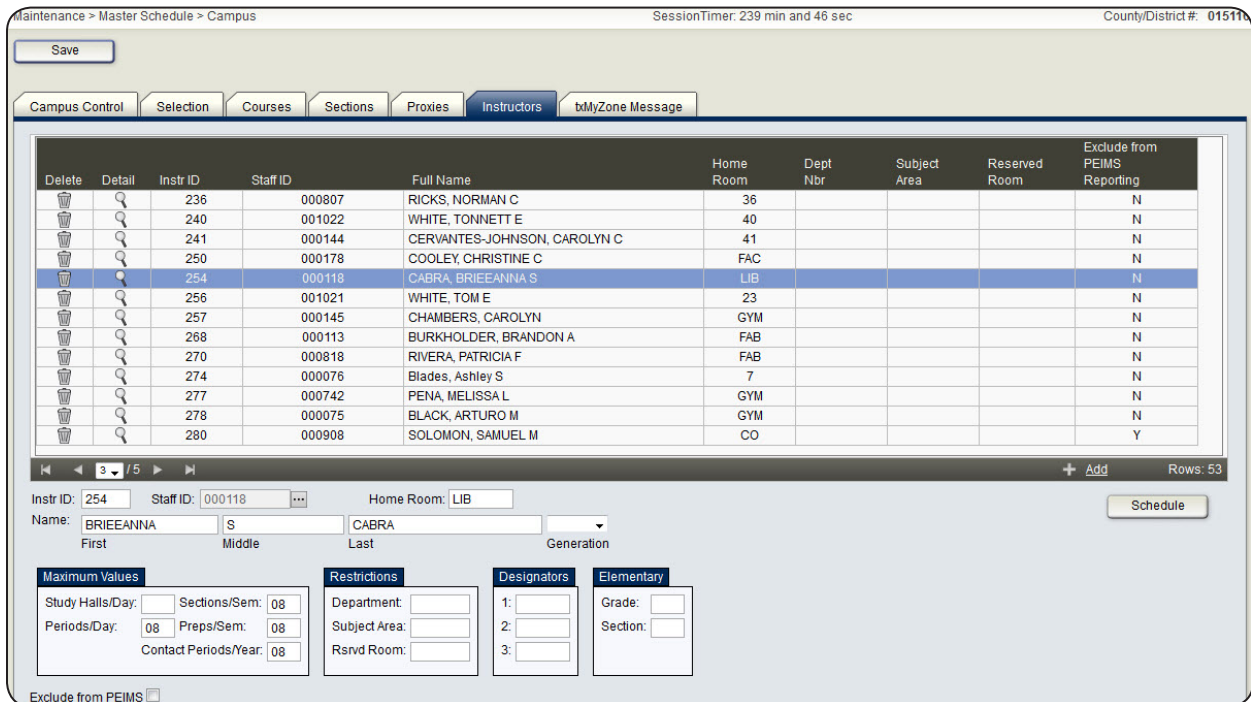 Maintenance > Master Schedule > Campus SessionTimer: 239 min and 46 sec County/District #: 015116
Save
Campus Control Selection Courses Sections Proxies Instructors txMyZone Message
Delete Detail Instr ID Staff ID Full Name Home Room Dept Nbr Subject Area Reserved Room Exclude from PEIMS Reporting
236 000807 RICKS, NORMAN C 36 N
240 001022 WHITE, TONNETT E 40 N
241 000144 CERVANTES-JOHNSON, CAROLYN C 41 N
250 000178 COOLEY, CHRISTINE C FAC N
254 000118 CABRA, BRIEEANNA S LIB N
256 001021 WHITE, TOM E 23 N
257 000145 CHAMBERS, CAROLYN GYM N
268 000113 BURKHOLDER, BRANDON A FAB N
270 000818 RIVERA, PATRICIA F FAB N
274 000076 Blades, Ashley S 7 N
277 000742 PENA, MELISSA L GYM N
278 000075 BLACK, ARTURO M GYM N
280 000908 SOLOMON, SAMUEL M CO Y
3 / 5 + Add Rows: 53
Instr ID: 254 Staff ID: 000118 ... Home Room: LIB
Schedule
Name: BRIEEANNA S CABRA
First Middle Last Generation
Maximum Values Restrictions Designators Elementary
Study Halls/Day: Sections/Sem: 08 Department: 1: Grade:
Periods/Day: 08 Preps/Sem: 08 Subject Area: 2: Section:
Contact Periods/Year: 08 Rsrvd Room: 3:
Exclude from PEIMS